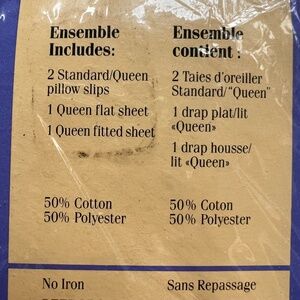 Ensemble
Includes:
2 Standard/Queen
pillow slips
1 Queen flat sheet
1 Queen fitted sheet
50% Cotton
50% Polyester
Ensemble
contient :
2 Taies d'oreiller
Standard/"Queen"
1 drap plat/lit
«Queen»
1 drap housse/
lit «Queen»
50% Coton
50% Polyester
No Iron
Sans Repassage